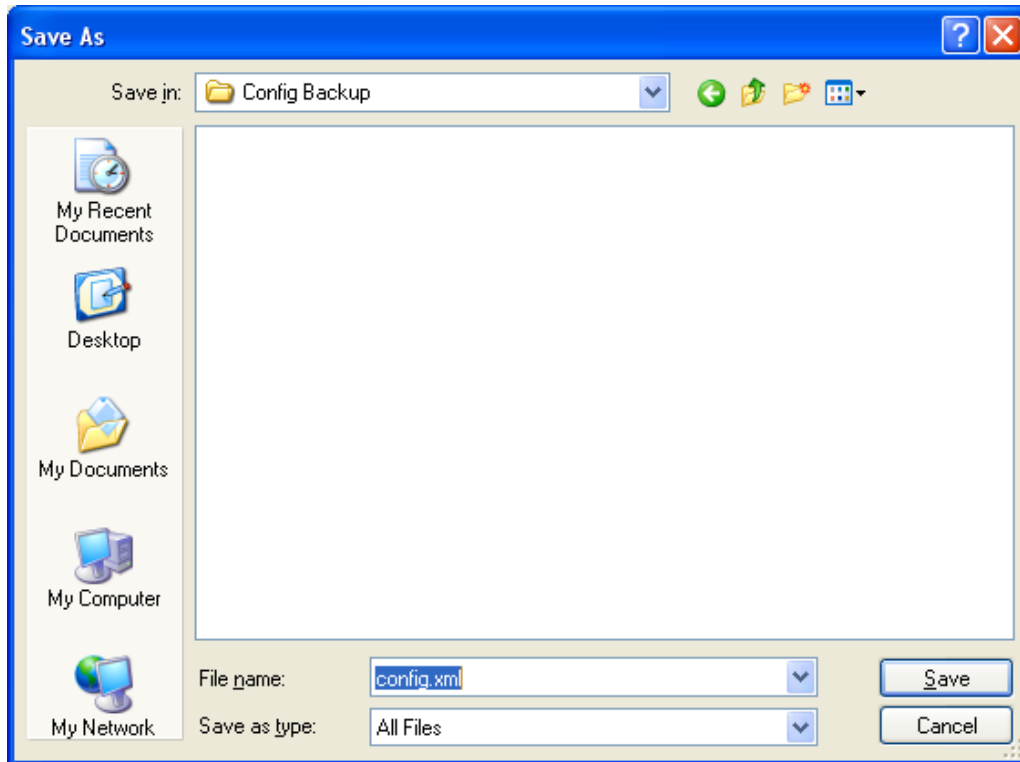 Save As
Save in:
Config Backup
My Recent
Documents
Desktop
My Documents
My Computer
My Network
File name:
config.xml
Save
Save as type:
All Files
Cancel